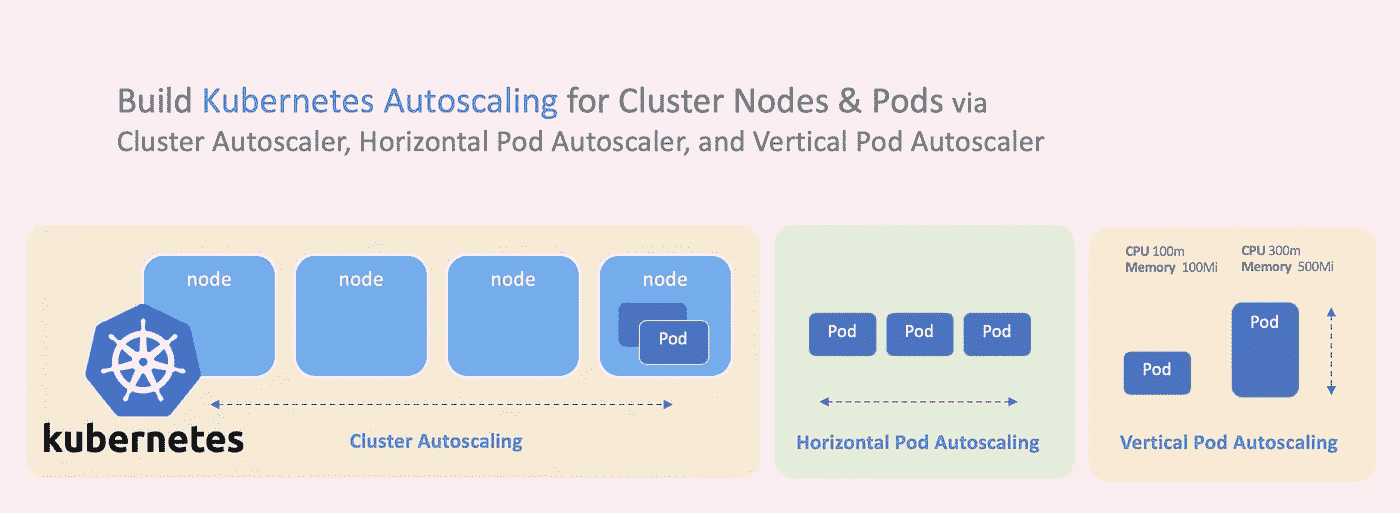 Build Kubernetes Autoscaling for Cluster Nodes & Pods via
Cluster Autoscaler, Horizontal Pod Autoscaler, and Vertical Pod Autoscaler
node
node
node
node
Pod
kubernetes
Cluster Autoscaling
Pod
Pod
Pod
Horizontal Pod Autoscaling
CPU 100m
Memory 100Mi
CPU 300m
Memory 500Mi
Pod
Pod
Vertical Pod Autoscaling